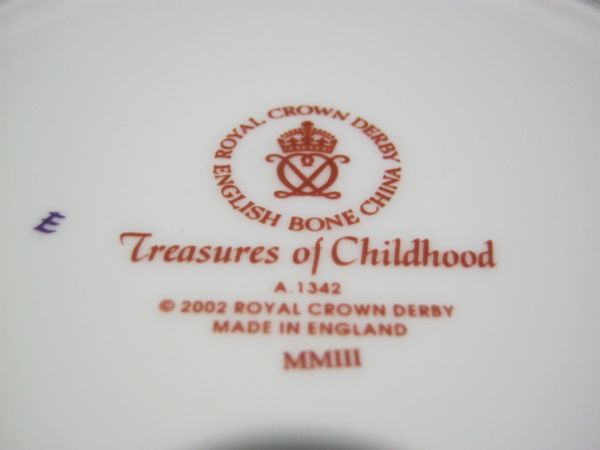 ROYAL CROWN DERBY
ENGLISH BONE CHINA
E
Treasures of Childhood
A.1342
© 2002 ROYAL CROWN DERBY
MADE IN ENGLAND
MMIII